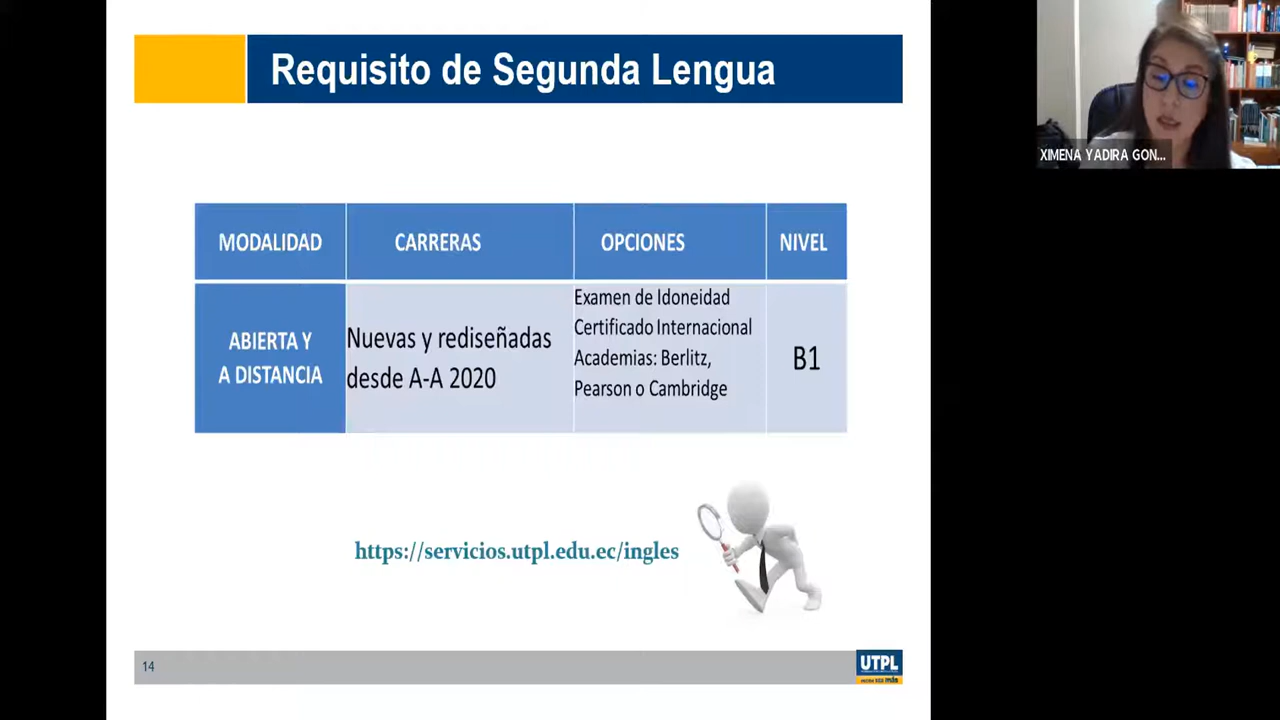 Requisito de Segunda Lengua
XIMENA YADIRA GON...
MODALIDAD
CARRERAS
OPCIONES
NIVEL
ABIERTA Y
A DISTANCIA
Nuevas y rediseñadas
desde A-A 2020
Examen de Idoneidad
Certificado Internacional
Academias: Berlitz,
Pearson o Cambridge
B1
https://servicios.utpl.edu.ec/ingles
14
UTPL